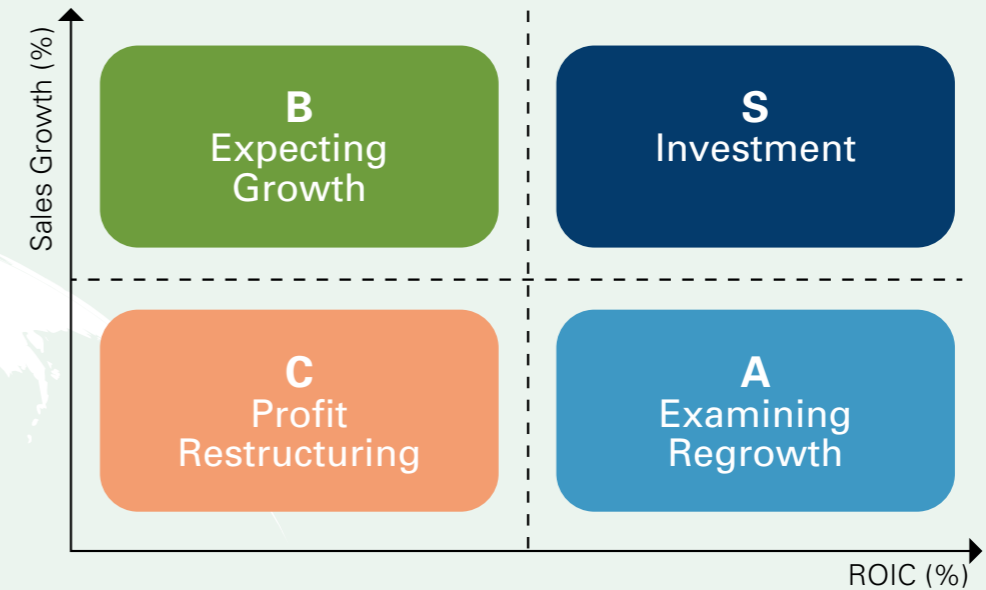 Sales Growth (%)
B
Expecting
Growth
S
Investment
C
Profit
Restructuring
A
Examining
Regrowth
ROIC (%)